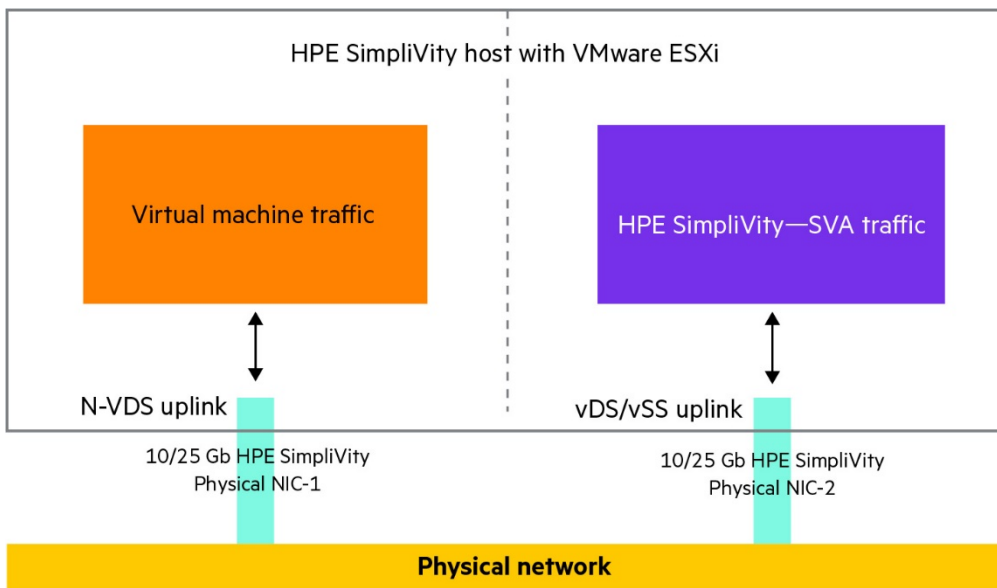 HPE SimpliVity host with VMware ESXi
Virtual machine traffic
HPE SimpliVity—SVA traffic
N-VDS uplink
vDS/vSS uplink
10/25 Gb HPE SimpliVity
Physical NIC-1
10/25 Gb HPE SimpliVity
Physical NIC-2
Physical network